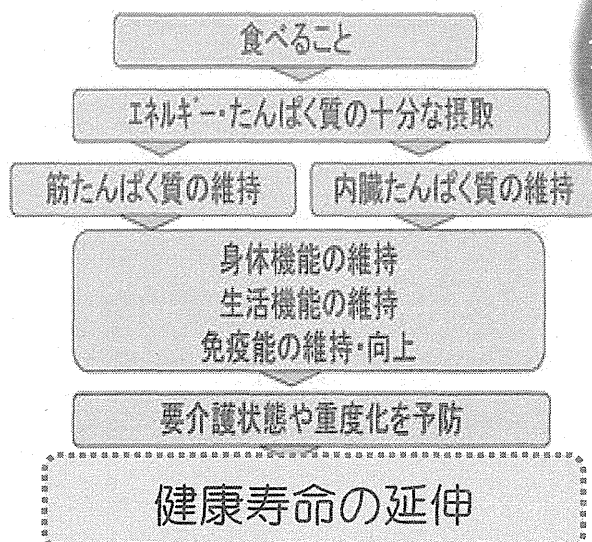 食べること
エネルギー・たんぱく質の十分な摂取
筋たんぱく質の維持
内臓たんぱく質の維持
身体機能の維持
生活機能の維持
免疫能の維持・向上
要介護状態や重度化を予防
健康寿命の延伸